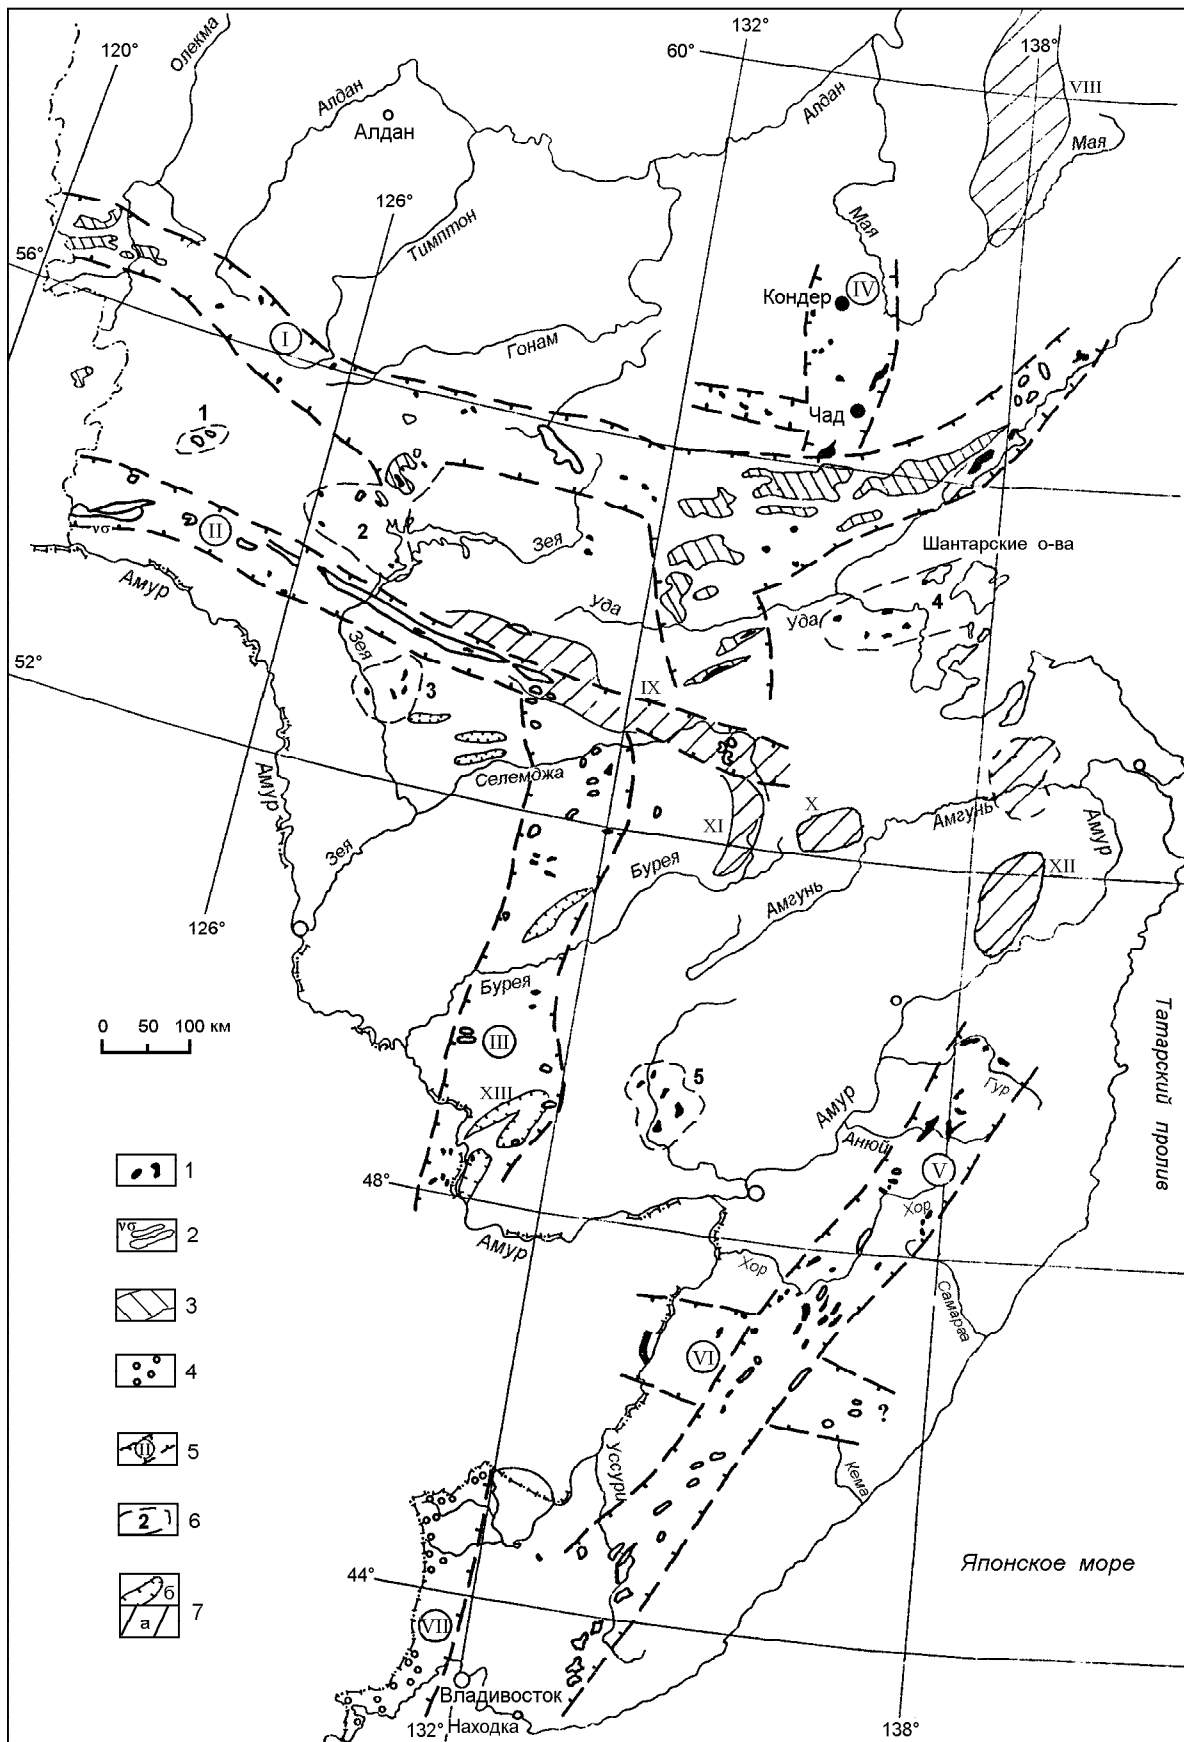 132°
120°
Олекма
60°
138°
VIII
Алдан
Алдан
Алдан
Мая
126°
Тимптон
Мая
56°
Кондер
IV
I
Гонам
Чад
1
νσ
II
2
Зея
Шантарские о-ва
Амур
Уда
Уда
4
Зея
52°
3
IX
Амур
Селемджа
X
XI
Амгунь
Амур
Зея
Бурея
XII
Амгунь
126°
Бурея
Татарский пролив
0 50 100 км
III
XIII
5
Гур
Амур
Анюй
V
1
48°
Хор
νσ
2
Амур
Хор
Самарга
3
VI
4
?
II
5
Уссури
Кема
2
6
44°
Японское море
б
а
7
VII
Владивосток
132°
Находка
138°